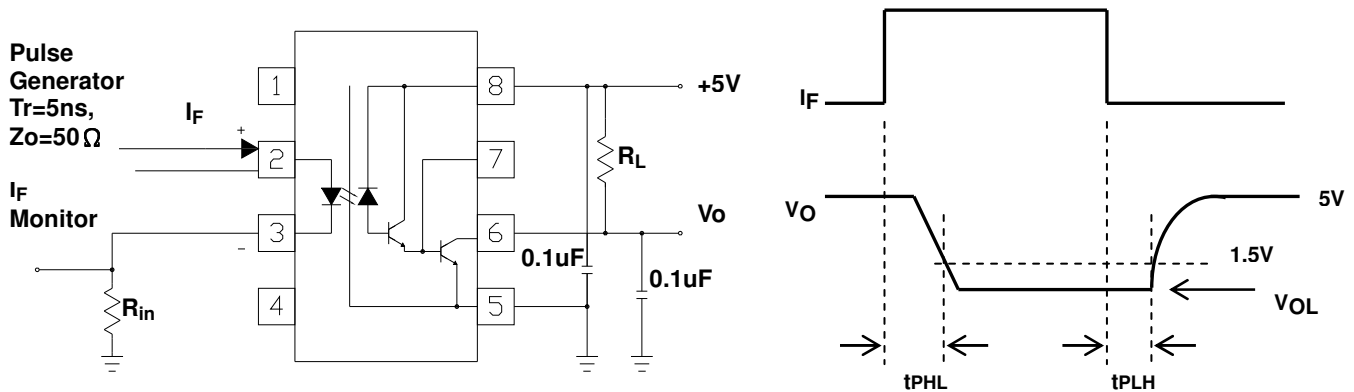 Pulse
Generator
Tr=5ns,
Zo=50Ω
IF
+
1
8
+5V
2
7
RL
IF
Monitor
3
-
6
Vo
0.1uF
0.1uF
4
5
Rin
IF
VO
5V
1.5V
VOL
tPHL
tPLH